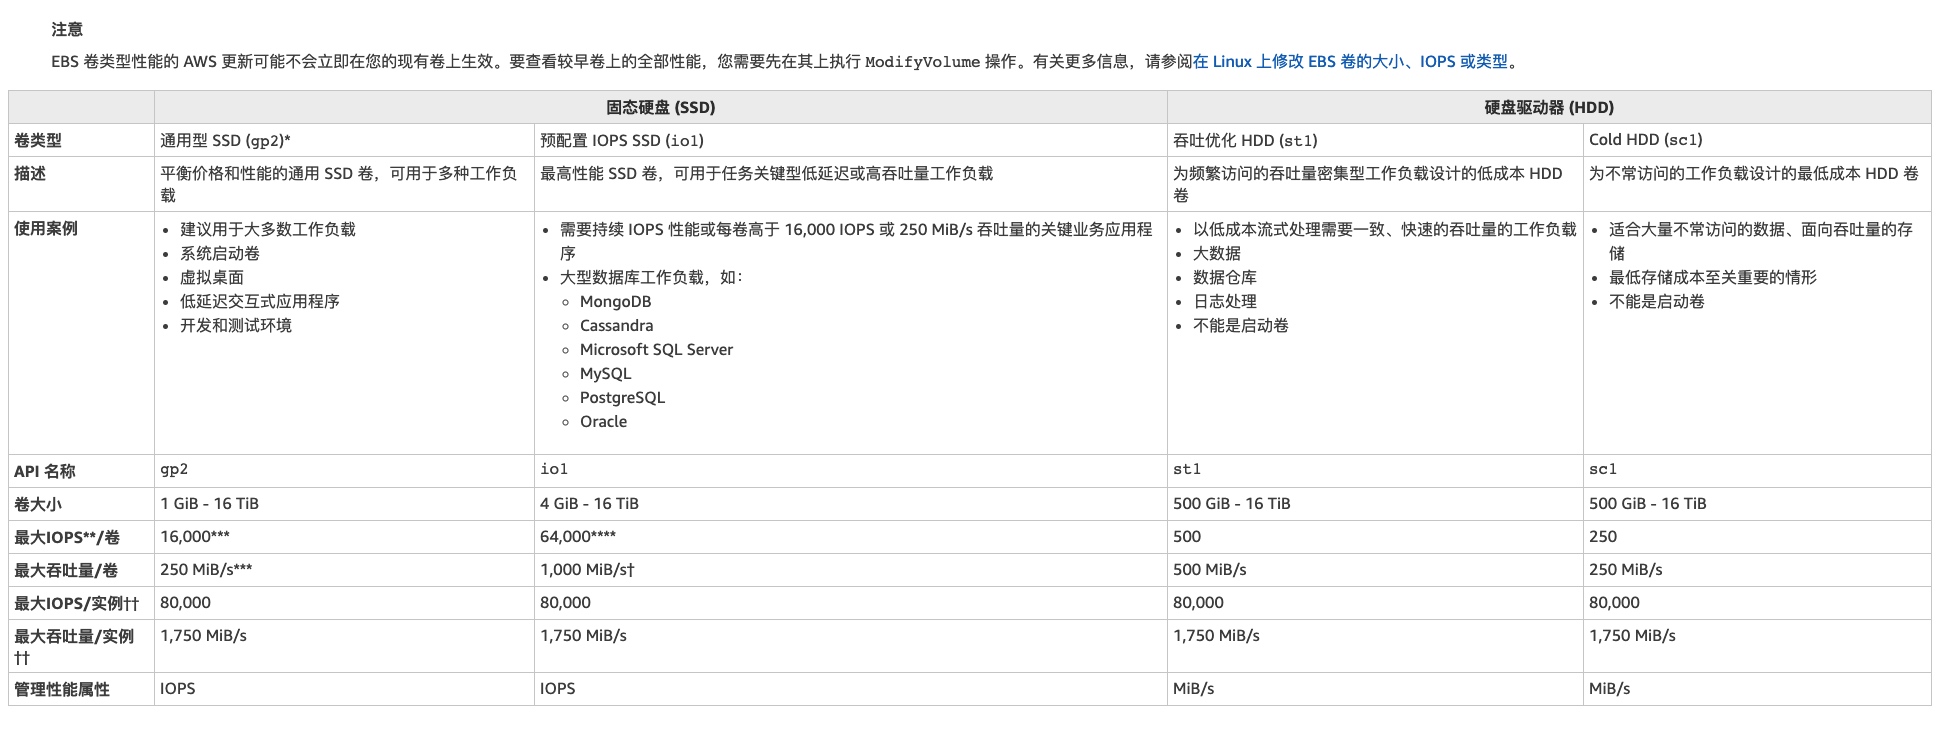 注意
EBS 卷类型性能的 AWS 更新可能不会立即在您的现有卷上生效。要查看较早卷上的全部性能，您需要先在其上执行 ModifyVolume 操作。有关更多信息，请参阅在 Linux 上修改 EBS 卷的大小、IOPS 或类型。
固态硬盘 (SSD) 硬盘驱动器 (HDD)
卷类型 通用型 SSD (gp2)* 预配置 IOPS SSD (io1) 吞吐优化 HDD (st1) Cold HDD (sc1)
描述 平衡价格和性能的通用 SSD 卷，可用于多种工作负
载
最高性能 SSD 卷，可用于任务关键型低延迟或高吞吐量工作负载
为频繁访问的吞吐量密集型工作负载设计的低成本 HDD
卷
为不常访问的工作负载设计的最低成本 HDD 卷
使用案例
• 建议用于大多数工作负载
• 系统启动卷
• 虚拟桌面
• 低延迟交互式应用程序
• 开发和测试环境
• 需要持续 IOPS 性能或每卷高于 16,000 IOPS 或 250 MiB/s 吞吐量的关键业务应用程
序
• 大型数据库工作负载，如：
◦ MongoDB
◦ Cassandra
◦ Microsoft SQL Server
◦ MySQL
◦ PostgreSQL
◦ Oracle
• 以低成本流式处理需要一致、快速的吞吐量的工作负载
• 大数据
• 数据仓库
• 日志处理
• 不能是启动卷
• 适合大量不常访问的数据、面向吞吐量的存
储
• 最低存储成本至关重要的情形
• 不能是启动卷
API 名称 gp2 io1 st1 sc1
卷大小 1 GiB - 16 TiB 4 GiB - 16 TiB 500 GiB - 16 TiB 500 GiB - 16 TiB
最大IOPS**/卷 16,000*** 64,000**** 500 250
最大吞吐量/卷 250 MiB/s*** 1,000 MiB/s† 500 MiB/s 250 MiB/s
最大IOPS/实例†† 80,000 80,000 80,000 80,000
最大吞吐量/实例
††
1,750 MiB/s 1,750 MiB/s 1,750 MiB/s 1,750 MiB/s
管理性能属性 IOPS IOPS MiB/s MiB/s